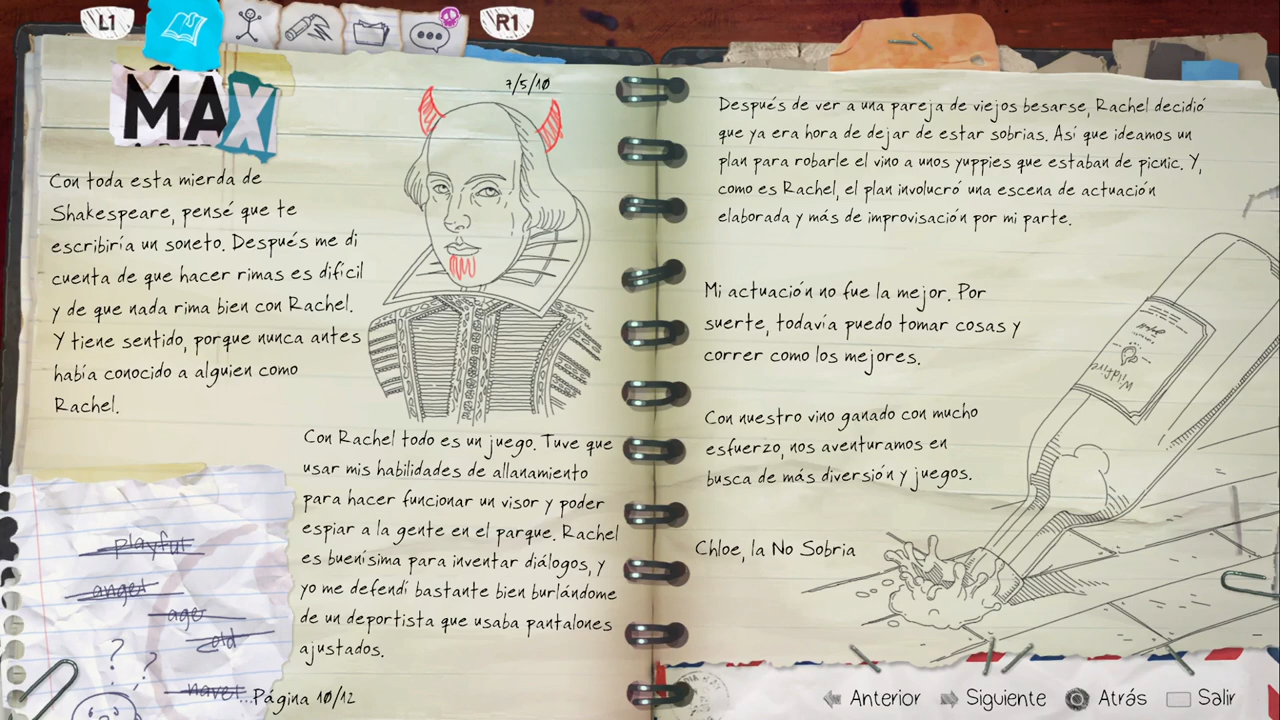 L1
R1
MAX
7/5/10
Con toda esta mierda de
Shakespeare, pensé que te
escribiría un soneto. Después me di
cuenta de que hacer rimas es difícil
y de que nada rima bien con Rachel.
Y tiene sentido, porque nunca antes
había conocido a alguien como
Rachel.
Con Rachel todo es un juego. Tuve que
usar mis habilidades de allanamiento
para hacer funcionar un visor y poder
espiar a la gente en el parque. Rachel
es buenísima para inventar diálogos, y
yo me defendí bastante bien burlándome
de un deportista que usaba pantalones
ajustados.
playful
angel
age
old
? ?
navel
Página 10/12
Después de ver a una pareja de viejos besarse, Rachel decidió
que ya era hora de dejar de estar sobrias. Así que ideamos un
plan para robarle el vino a unos yuppies que estaban de picnic. Y,
como es Rachel, el plan involucró una escena de actuación
elaborada y más de improvisación por mi parte.
Mi actuación no fue la mejor. Por
suerte, todavía puedo tomar cosas y
correr como los mejores.
Con nuestro vino ganado con mucho
esfuerzo, nos aventuramos en
busca de más diversión y juegos.
Chloe, la No Sobria
Wildfire
Anterior Siguiente Atrás Salir